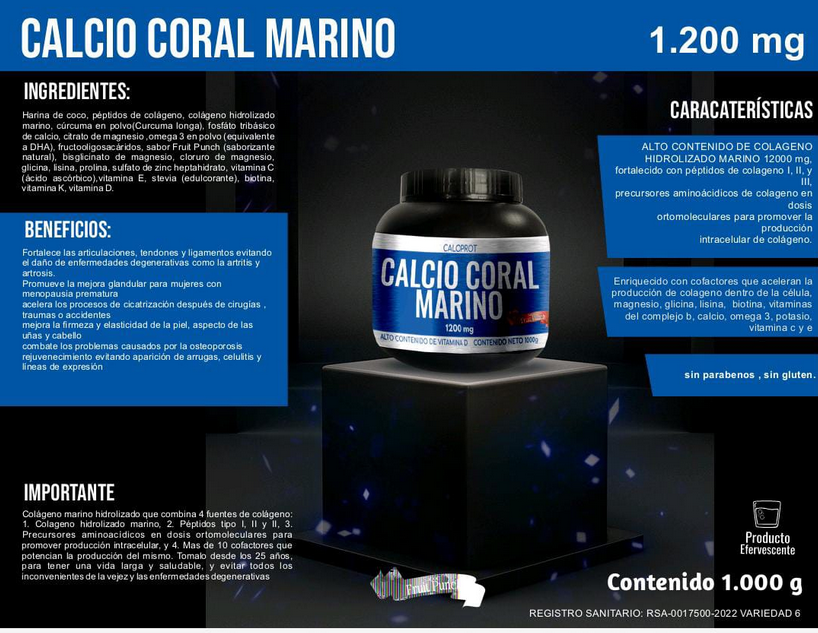 CALCIO CORAL MARINO
1.200 mg
INGREDIENTES:
Harina de coco, péptidos de colágeno, colágeno hidrolizado
marino, cúrcuma en polvo(Curcuma longa), fosfáto tribásico
de calcio, citrato de magnesio ,omega 3 en polvo (equivalente
a DHA), fructooligosacáridos, sabor Fruit Punch (saborizante
natural), bisglicinato de magnesio, cloruro de magnesio,
glicina, lisina, prolina, sulfato de zinc heptahidrato, vitamina C
(ácido ascórbico),vitamina E, stevia (edulcorante), biotina,
vitamina K, vitamina D.
BENEFICIOS:
Fortalece las articulaciones, tendones y ligamentos evitando
el daño de enfermedades degenerativas como la artritis y
artrosis.
Promueve la mejora glandular para mujeres con
menopausia prematura
acelera los procesos de cicatrización después de cirugías ,
traumas o accidentes
mejora la firmeza y elasticidad de la piel, aspecto de las
uñas y cabello
combate los problemas causados por la osteoporosis
rejuvenecimiento evitando aparición de arrugas, celulitis y
líneas de expresión
IMPORTANTE
Colágeno marino hidrolizado que combina 4 fuentes de colágeno:
1. Colageno hidrolizado marino, 2. Péptidos tipo I, II y II, 3.
Precursores aminoacídicos en dosis ortomoleculares para
promover producción intracelular, y 4. Mas de 10 cofactores que
potencian la producción del mismo. Tomalo desde los 25 años,
para tener una vida larga y saludable, y evitar todos los
inconvenientes de la vejez y las enfermedades degenerativas
CALOPROT
CALCIO CORAL
MARINO
1200 mg
ALTO CONTENIDO DE VITAMINA D CONTENIDO NETO 1000g
Fruit Punch
CARACATERÍSTICAS
ALTO CONTENIDO DE COLAGENO
HIDROLIZADO MARINO 12000 mg,
fortalecido con péptidos de colageno I, II, y
III,
precursores aminoácidicos de colageno en
dosis
ortomoleculares para promover la
producción
intracelular de colágeno.
Enriquecido con cofactores que aceleran la
producción de colageno dentro de la célula,
magnesio, glicina, lisina, biotina, vitaminas
del complejo b, calcio, omega 3, potasio,
vitamina c y e
sin parabenos , sin gluten.
Producto
Efervescente
Contenido 1.000 g
REGISTRO SANITARIO: RSA-0017500-2022 VARIEDAD 6